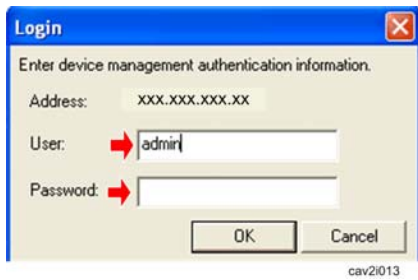 Login
Enter device management authentication information.
Address: xxx.xxx.xxx.xx
User: admin
Password:
OK Cancel
cav2i013